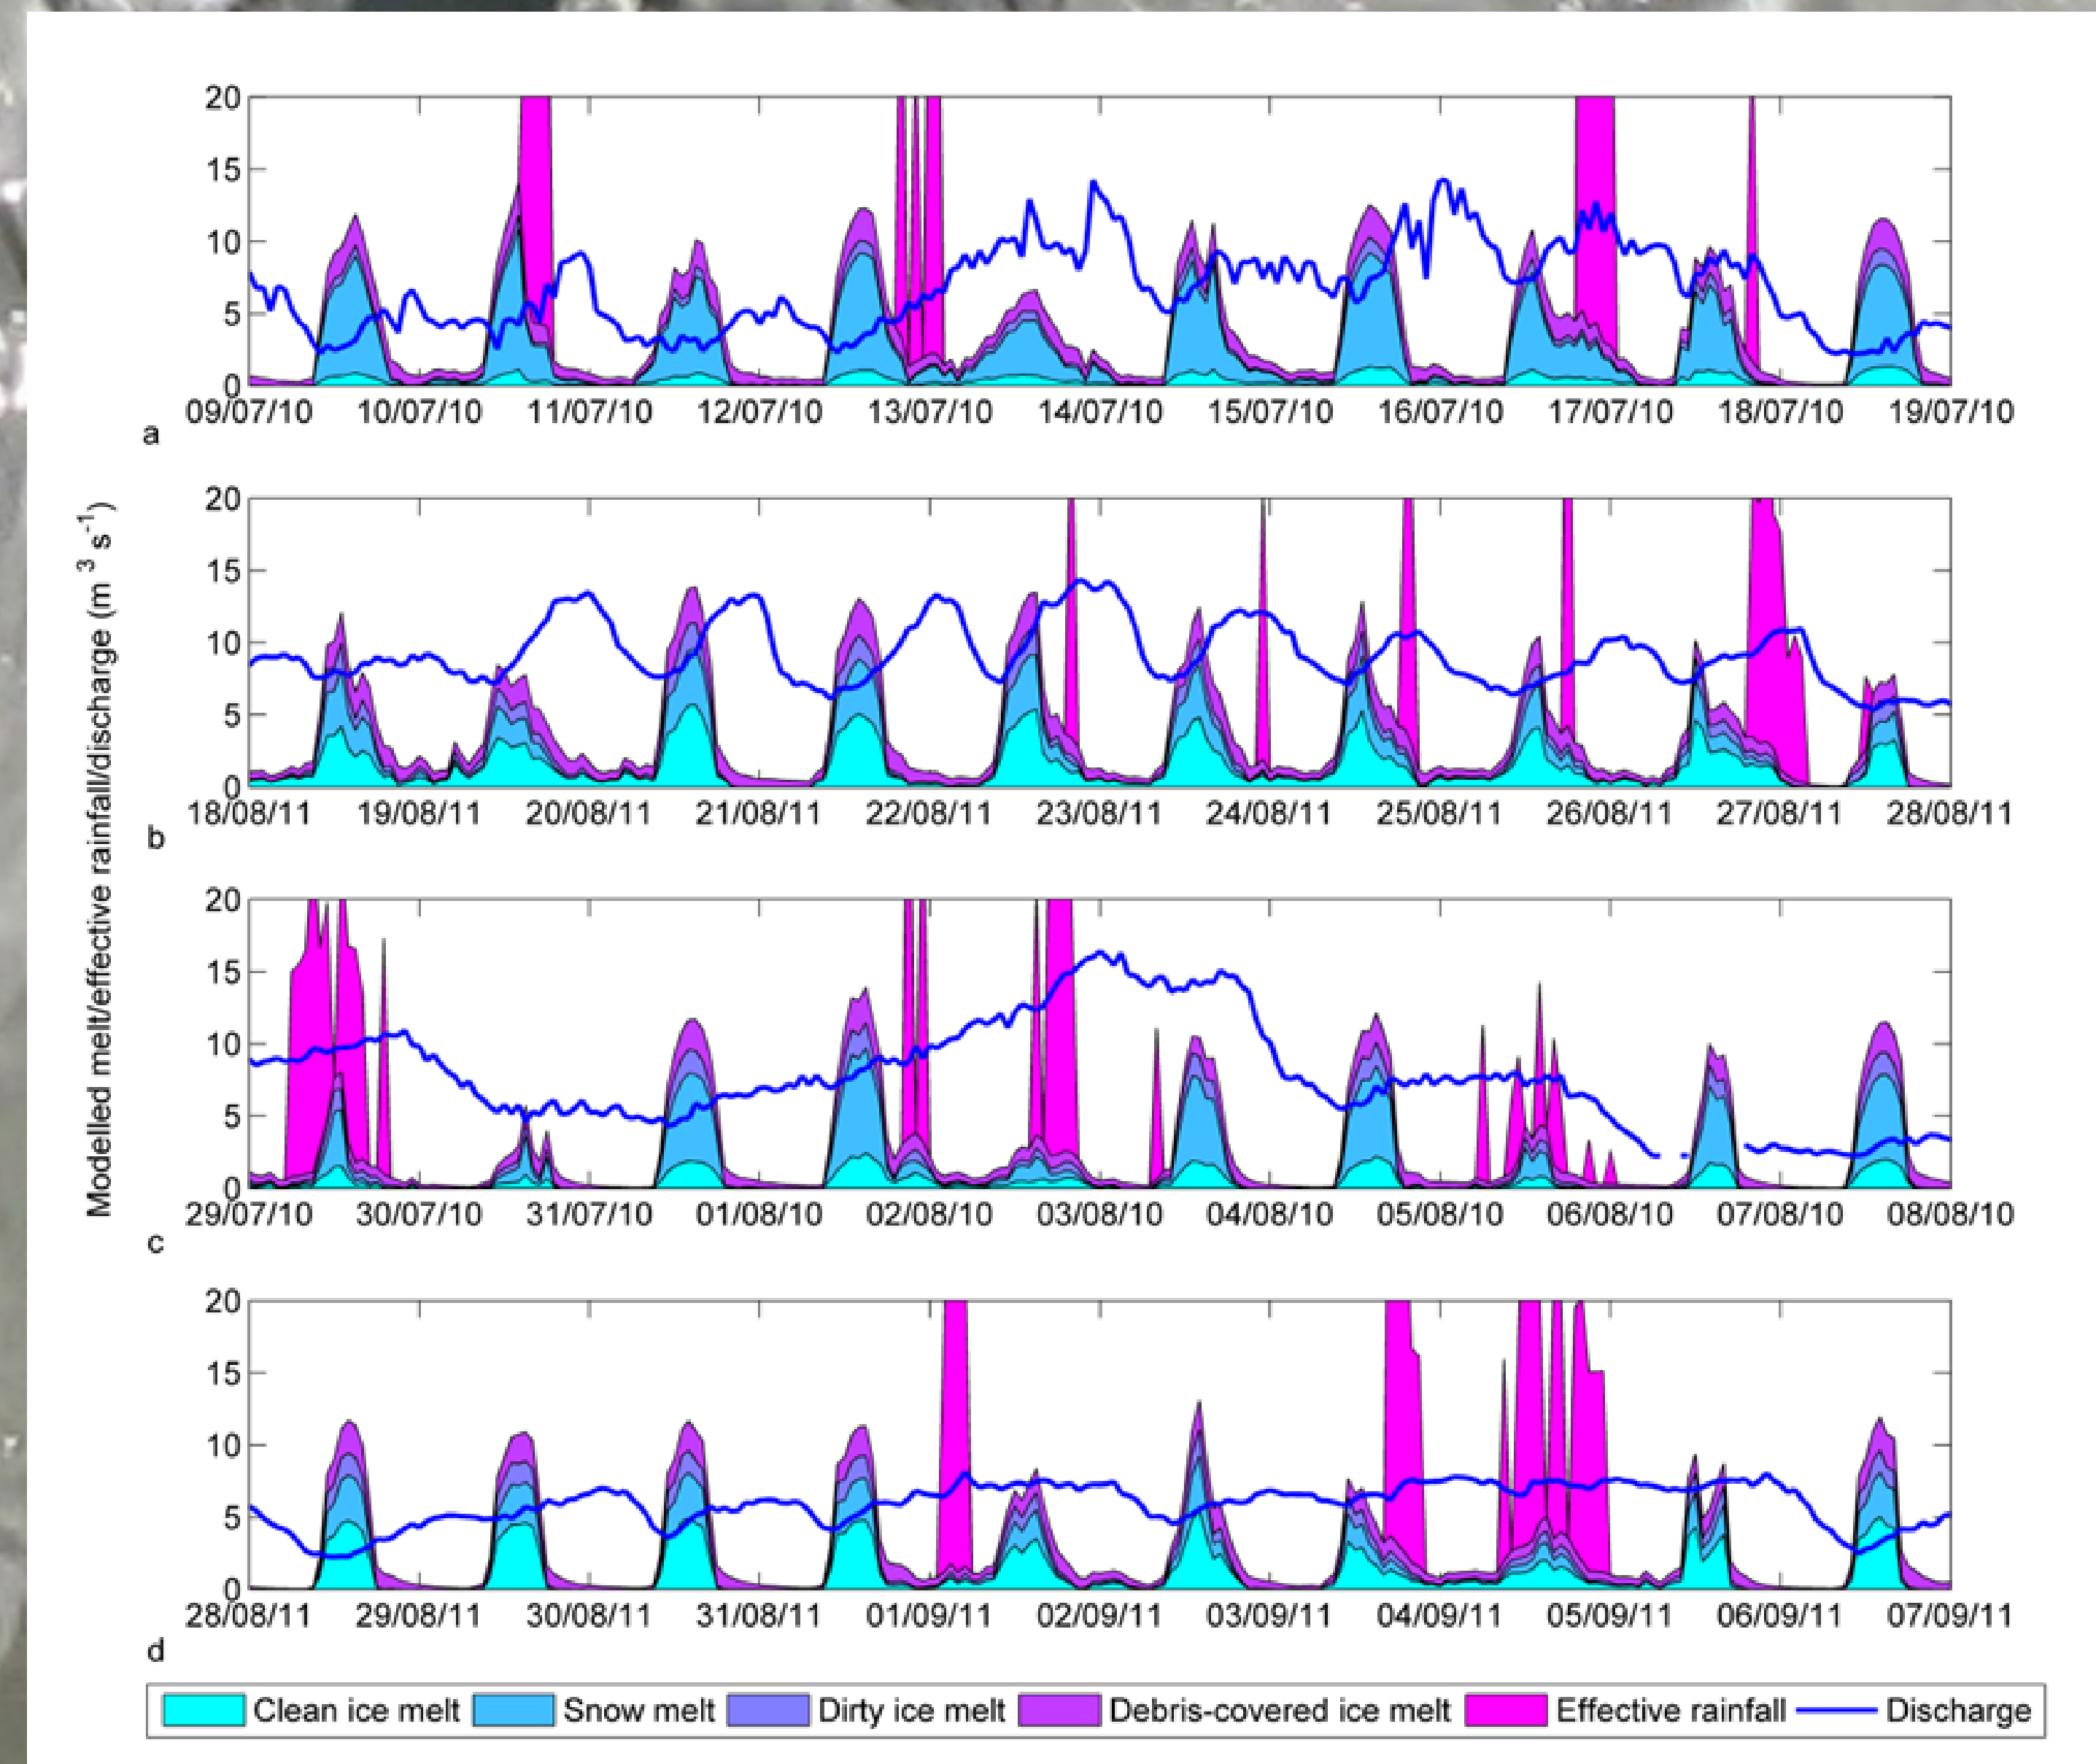 20
15
10
5
0
09/07/10 10/07/10 11/07/10 12/07/10 13/07/10 14/07/10 15/07/10 16/07/10 17/07/10 18/07/10 19/07/10
a
20
15
10
5
0
18/08/11 19/08/11 20/08/11 21/08/11 22/08/11 23/08/11 24/08/11 25/08/11 26/08/11 27/08/11 28/08/11
b
Modelled melt/effective rainfall/discharge (m³ s⁻¹)
20
15
10
5
0
29/07/10 30/07/10 31/07/10 01/08/10 02/08/10 03/08/10 04/08/10 05/08/10 06/08/10 07/08/10 08/08/10
c
20
15
10
5
0
28/08/11 29/08/11 30/08/11 31/08/11 01/09/11 02/09/11 03/09/11 04/09/11 05/09/11 06/09/11 07/09/11
d
Clean ice melt Snow melt Dirty ice melt Debris-covered ice melt Effective rainfall Discharge